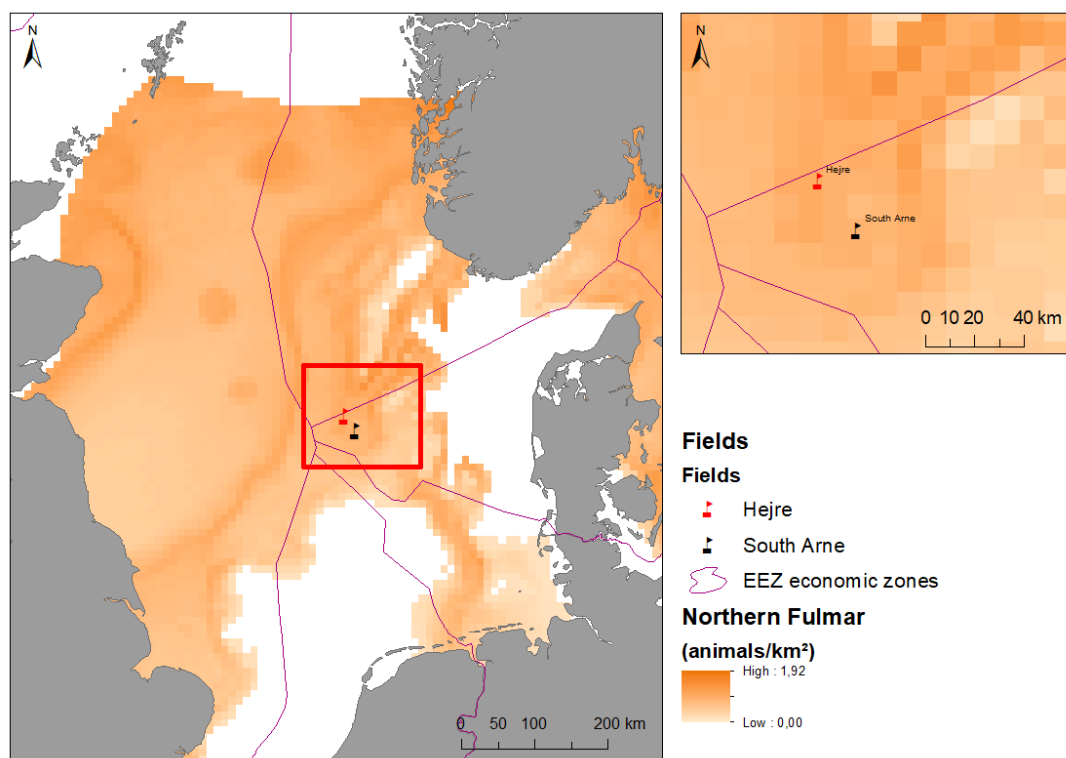 N
0 50 100 200 km
N
Hejre
South Arne
0 10 20 40 km
Fields
Fields
Hejre
South Arne
EEZ economic zones
Northern Fulmar
(animals/km²)
High : 1,92
Low : 0,00